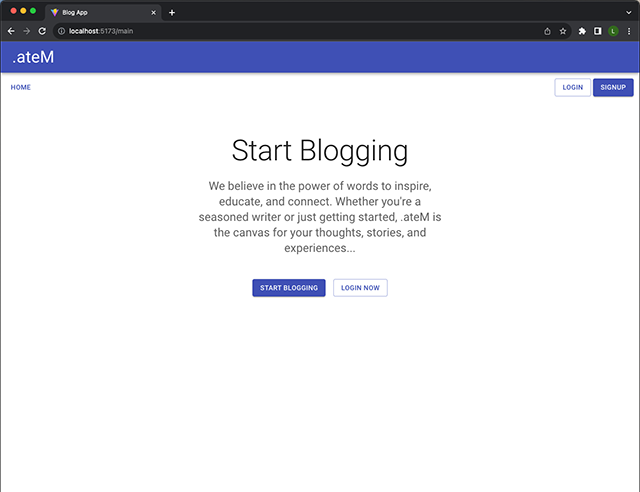 Blog App
localhost:5173/main
L
.ateM
HOME
LOGIN
SIGNUP
Start Blogging
We believe in the power of words to inspire,
educate, and connect. Whether you're a
seasoned writer or just getting started, .ateM is
the canvas for your thoughts, stories, and
experiences...
START BLOGGING
LOGIN NOW